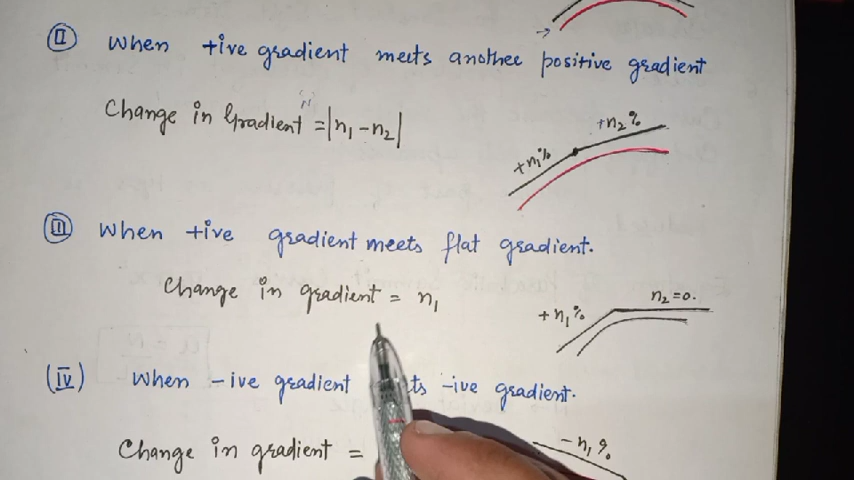 (II) When +ive gradient meets another positive gradient
N
Change in Gradient = |n₁ - n₂|
+n₁%
+n₂%
(III) When +ive gradient meets flat gradient.
Change in gradient = n₁
+n₁%
n₂ = 0.
(IV) When -ive gradient -ive gradient.
Change in gradient =
-n₁%